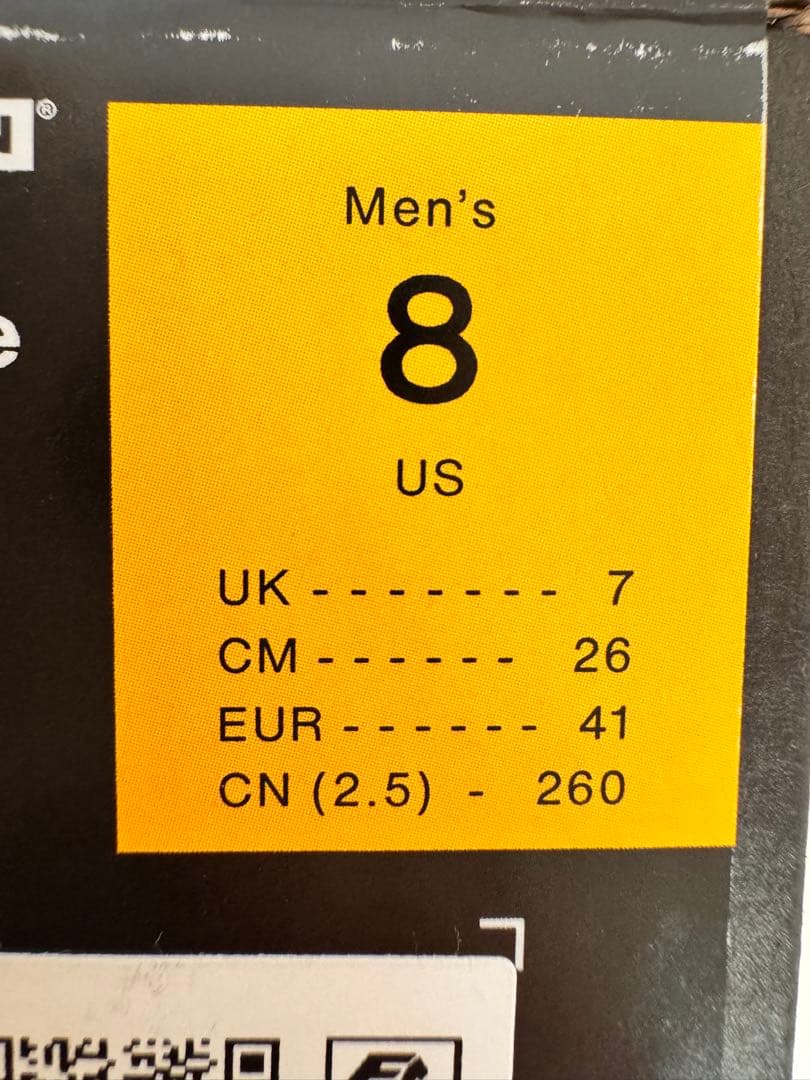 ®
Men's
8
US
UK - - - - - - - 7
CM - - - - - - 26
EUR - - - - - - 41
CN (2.5) - 260